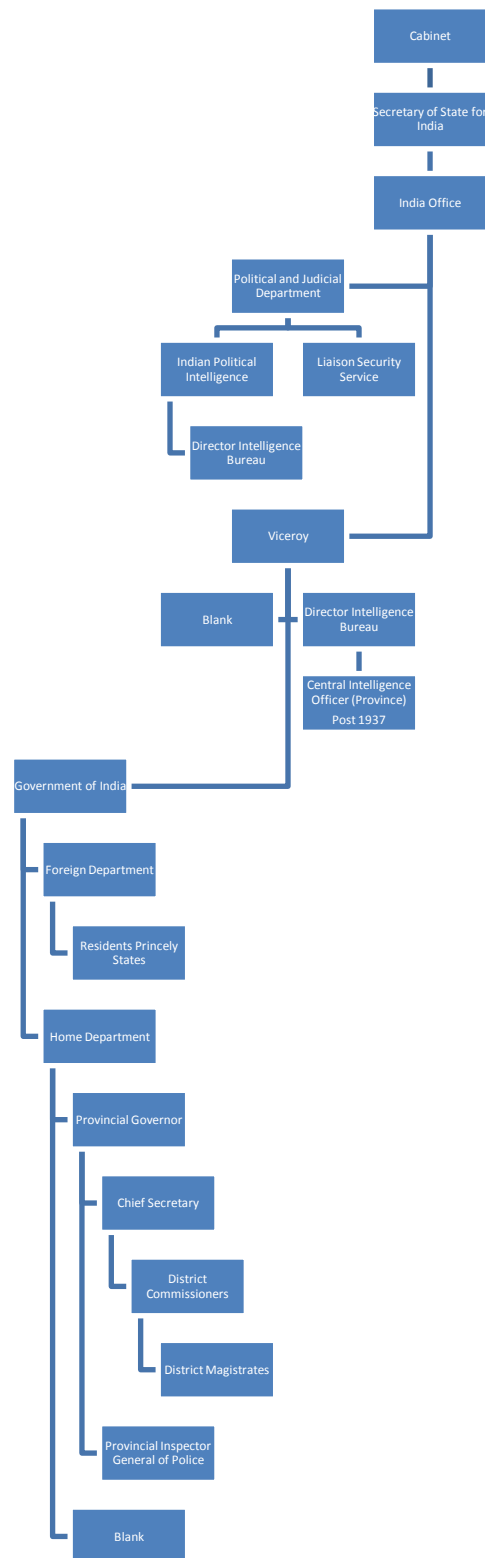 Cabinet
Secretary of State for
India
India Office
Political and Judicial
Department
Indian Political
Intelligence
Liaison Security
Service
Director Intelligence
Bureau
Viceroy
Blank
Director Intelligence
Bureau
Central Intelligence
Officer (Province)
Post 1937
Government of India
Foreign Department
Residents Princely
States
Home Department
Provincial Governor
Chief Secretary
District
Commissioners
District Magistrates
Provincial Inspector
General of Police
Blank